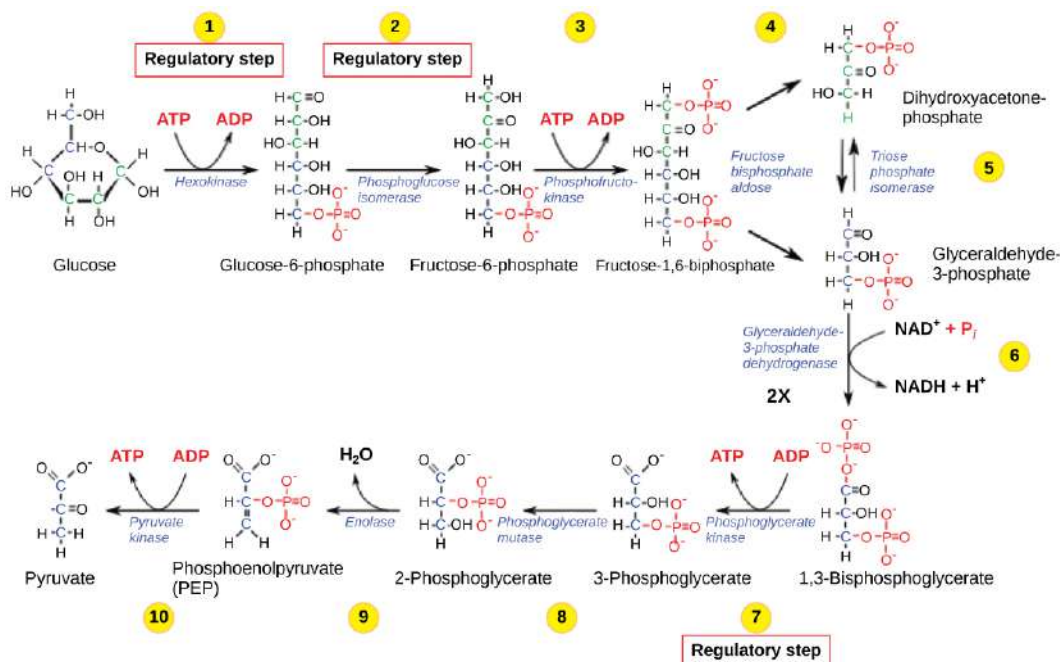 1
2
3
4
Regulatory step
Regulatory step
ATP
ADP
Hexokinase
Glucose
Phosphoglucose
isomerase
Glucose-6-phosphate
ATP
ADP
Phosphofructo-
kinase
Fructose-6-phosphate
Fructose-1,6-biphosphate
Fructose
bisphosphate
aldose
Dihydroxyacetone-
phosphate
Triose
phosphate
isomerase
5
Glyceraldehyde-
3-phosphate
Glyceraldehyde-
3-phosphate
dehydrogenase
NAD⁺ + Pᵢ
6
NADH + H⁺
2X
ATP
ADP
Pyruvate
kinase
Pyruvate
Phosphoenolpyruvate
(PEP)
H₂O
Enolase
2-Phosphoglycerate
Phosphoglycerate
mutase
3-Phosphoglycerate
ATP
ADP
Phosphoglycerate
kinase
1,3-Bisphosphoglycerate
10
9
8
7
Regulatory step